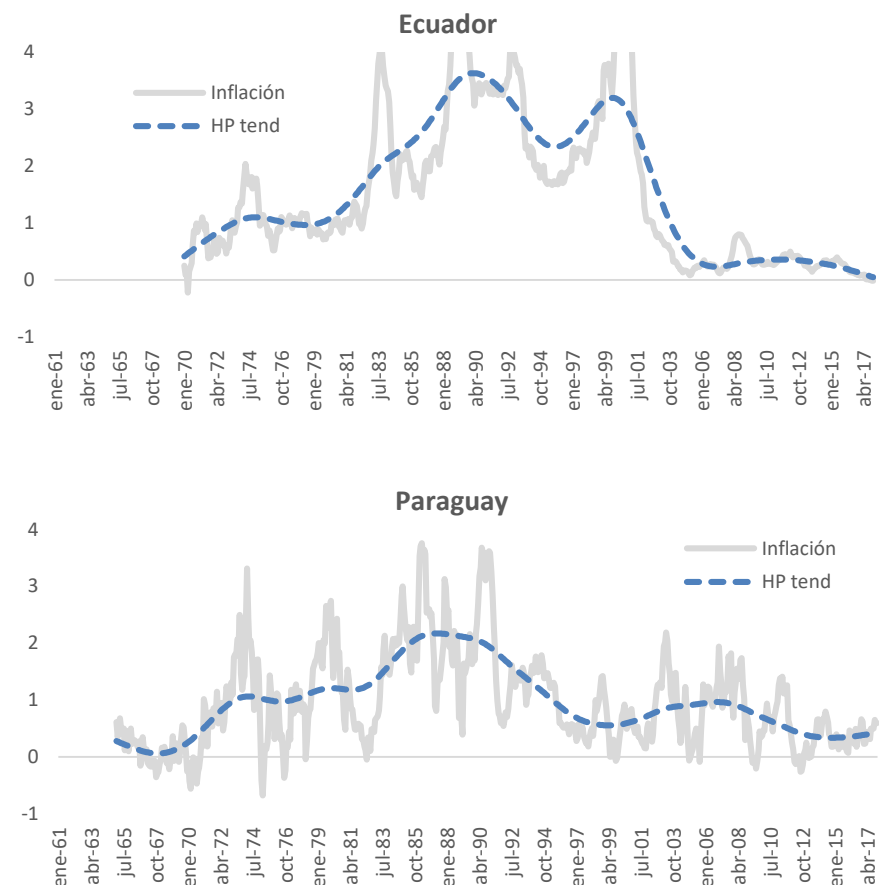 Ecuador
4
3
2
1
0
-1
Inflación
HP tend
ene-61
abr-63
jul-65
oct-67
ene-70
abr-72
jul-74
oct-76
ene-79
abr-81
jul-83
oct-85
ene-88
abr-90
jul-92
oct-94
ene-97
abr-99
jul-01
oct-03
ene-06
abr-08
jul-10
oct-12
ene-15
abr-17
Paraguay
4
3
2
1
0
-1
Inflación
HP tend
ene-61
abr-63
jul-65
oct-67
ene-70
abr-72
jul-74
oct-76
ene-79
abr-81
jul-83
oct-85
ene-88
abr-90
jul-92
oct-94
ene-97
abr-99
jul-01
oct-03
ene-06
abr-08
jul-10
oct-12
ene-15
abr-17